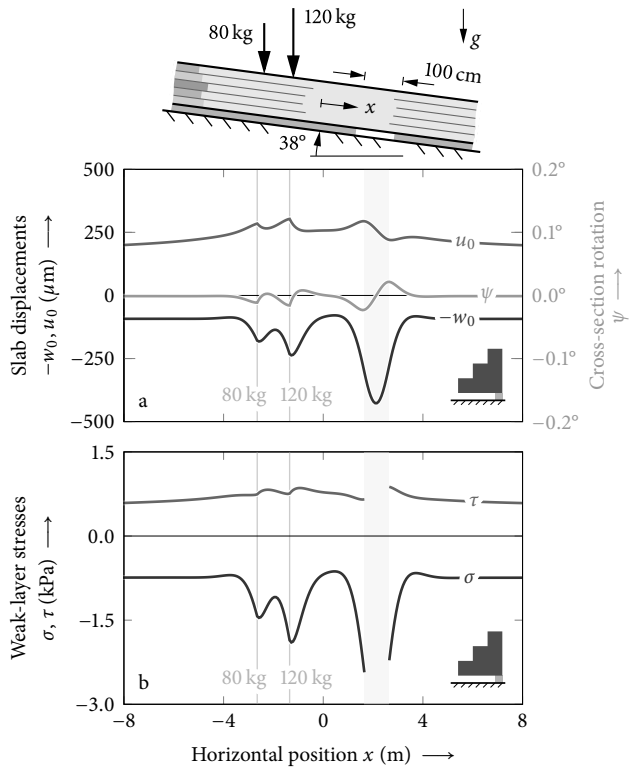 120 kg
80 kg
g
100 cm
x
38°
500
250
0
−250
−500
0.2°
0.1°
0.0°
−0.1°
−0.2°
Slab displacements
−w₀, u₀ (μm) ⟶
Cross-section rotation
ψ ⟶
u₀
ψ
−w₀
80 kg
120 kg
a
1.5
0.0
−1.5
−3.0
Weak-layer stresses
σ, τ (kPa) ⟶
τ
σ
80 kg
120 kg
b
−8
−4
0
4
8
Horizontal position x (m) ⟶